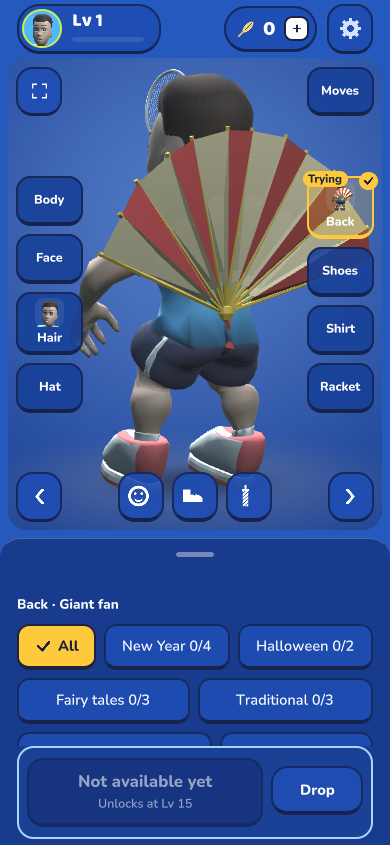 Lv 1
0 +
Moves
Trying
Body
Back
Face
Shoes
Hair
Shirt
Hat
Racket
Back · Giant fan
All
New Year 0/4
Halloween 0/2
Fairy tales 0/3
Traditional 0/3
Not available yet
Unlocks at Lv 15
Drop